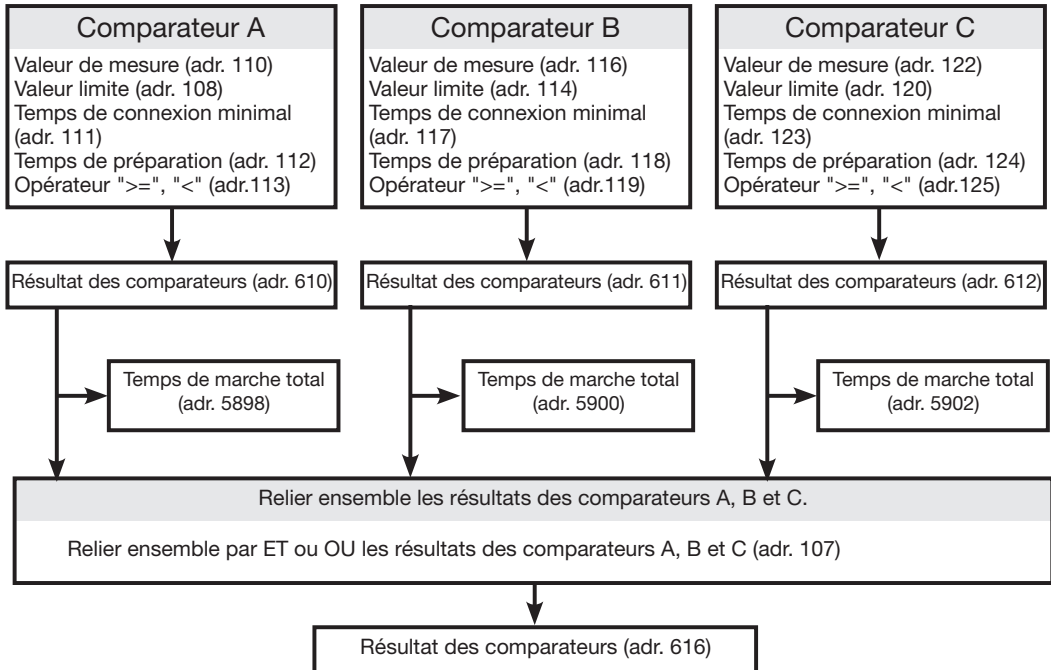 Comparateur A
Valeur de mesure (adr. 110)
Valeur limite (adr. 108)
Temps de connexion minimal
(adr. 111)
Temps de préparation (adr. 112)
Opérateur ">=", "<" (adr.113)
Comparateur B
Valeur de mesure (adr. 116)
Valeur limite (adr. 114)
Temps de connexion minimal
(adr. 117)
Temps de préparation (adr. 118)
Opérateur ">=", "<" (adr.119)
Comparateur C
Valeur de mesure (adr. 122)
Valeur limite (adr. 120)
Temps de connexion minimal
(adr. 123)
Temps de préparation (adr. 124)
Opérateur ">=", "<" (adr.125)
Résultat des comparateurs (adr. 610)
Résultat des comparateurs (adr. 611)
Résultat des comparateurs (adr. 612)
Temps de marche total
(adr. 5898)
Temps de marche total
(adr. 5900)
Temps de marche total
(adr. 5902)
Relier ensemble les résultats des comparateurs A, B et C.
Relier ensemble par ET ou OU les résultats des comparateurs A, B et C (adr. 107)
Résultat des comparateurs (adr. 616)